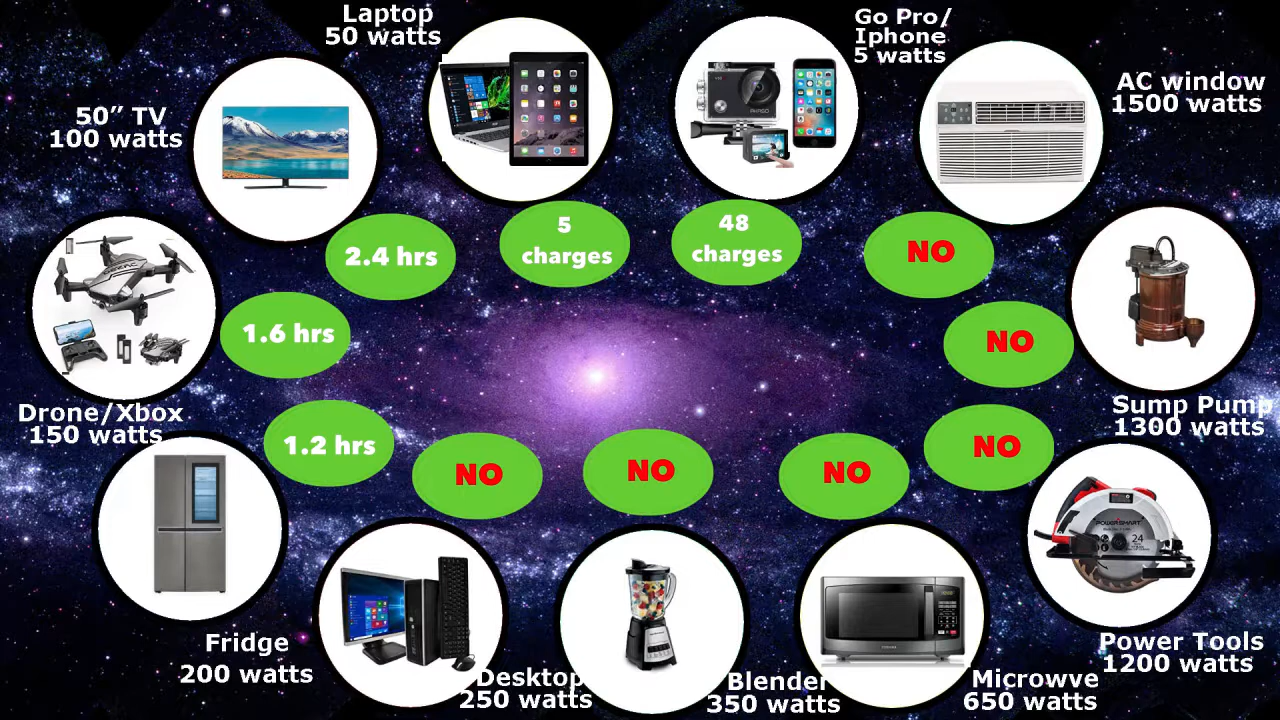 Laptop
50 watts
Go Pro/
Iphone
5 watts
AC window
1500 watts
50” TV
100 watts
5
charges
48
charges
2.4 hrs
NO
1.6 hrs
NO
Drone/Xbox
150 watts
Sump Pump
1300 watts
1.2 hrs
NO
NO
NO
NO
POWERSMART
24
Fridge
200 watts
Desktop
250 watts
Blender
350 watts
Microwve
650 watts
Power Tools
1200 watts